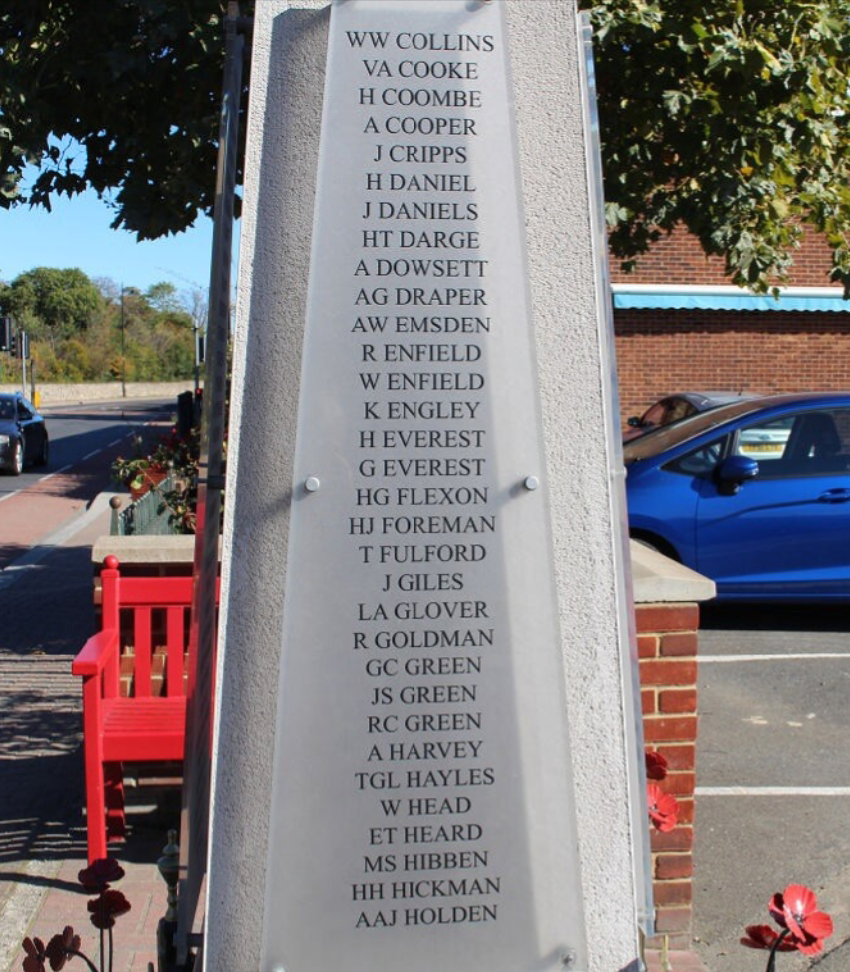 WW COLLINS
VA COOKE
H COOMBE
A COOPER
J CRIPPS
H DANIEL
J DANIELS
HT DARGE
A DOWSETT
AG DRAPER
AW EMSDEN
R ENFIELD
W ENFIELD
K ENGLEY
H EVEREST
G EVEREST
HG FLEXON
HJ FOREMAN
T FULFORD
J GILES
LA GLOVER
R GOLDMAN
GC GREEN
JS GREEN
RC GREEN
A HARVEY
TGL HAYLES
W HEAD
ET HEARD
MS HIBBEN
HH HICKMAN
AAJ HOLDEN